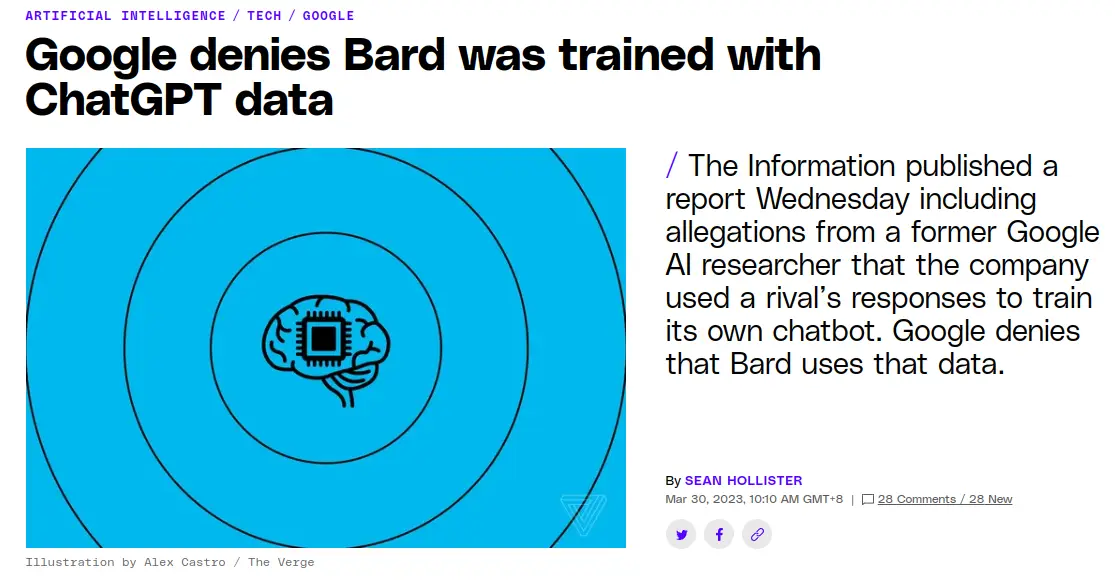 ARTIFICIAL INTELLIGENCE / TECH / GOOGLE
Google denies Bard was trained with
ChatGPT data
/ The Information published a
report Wednesday including
allegations from a former Google
AI researcher that the company
used a rival’s responses to train
its own chatbot. Google denies
that Bard uses that data.
By SEAN HOLLISTER
Mar 30, 2023, 10:10 AM GMT+8 | 28 Comments / 28 New
Illustration by Alex Castro / The Verge